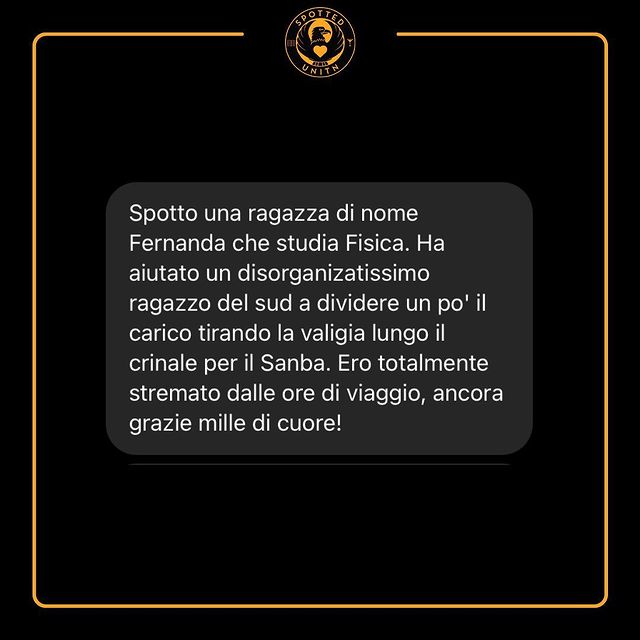 SPOTTED
UNITN
Spotto una ragazza di nome
Fernanda che studia Fisica. Ha
aiutato un disorganizatissimo
ragazzo del sud a dividere un po' il
carico tirando la valigia lungo il
crinale per il Sanba. Ero totalmente
stremato dalle ore di viaggio, ancora
grazie mille di cuore!